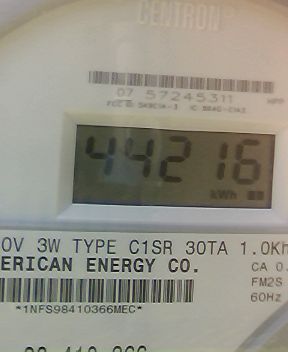 CENTRON®
07 57245311
HPP
44216
kWh
0V 3W TYPE C1SR 30TA 1.0Kh
ERICAN ENERGY CO.
CA 0.
FM2S
60Hz
*1NFS98410366MEC*